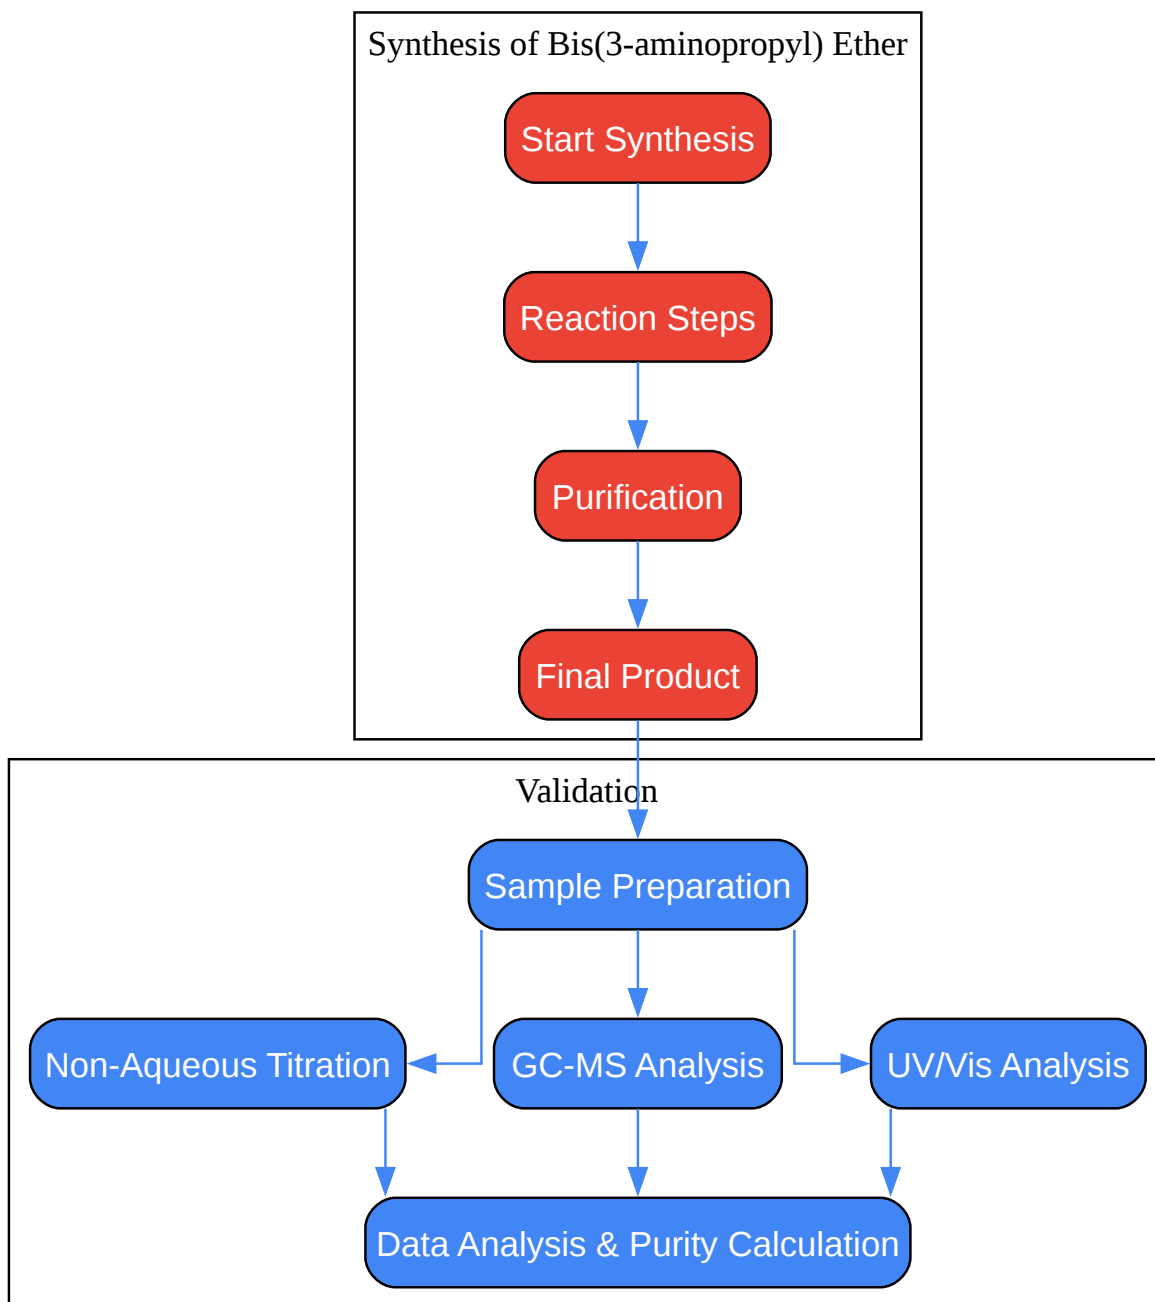 Synthesis of Bis(3-aminopropyl) Ether
Start Synthesis
Reaction Steps
Purification
Final Product
Validation
Sample Preparation
Non-Aqueous Titration
GC-MS Analysis
UV/Vis Analysis
Data Analysis & Purity Calculation